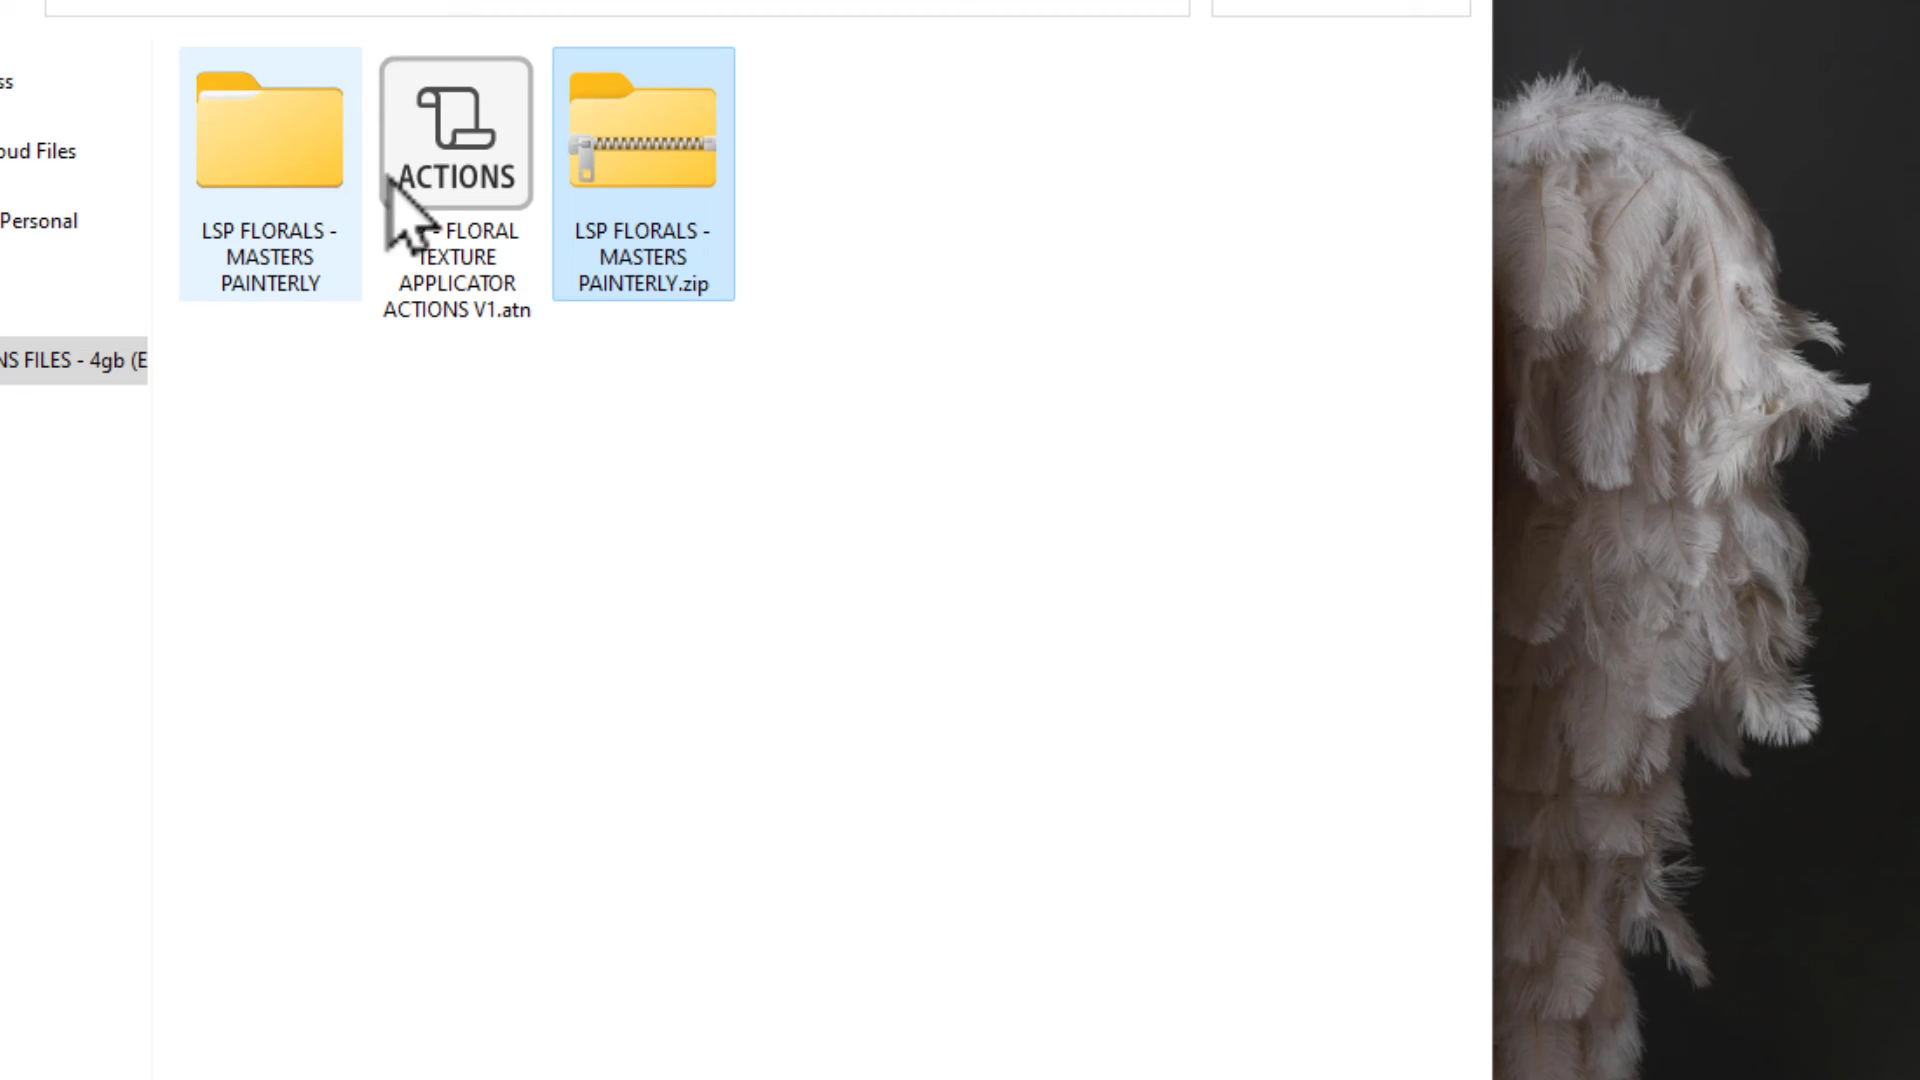 ss
oud Files
Personal
NS FILES - 4gb (E
LSP FLORALS -
MASTERS
PAINTERLY
ACTIONS
- FLORAL
TEXTURE
APPLICATOR
ACTIONS V1.atn
LSP FLORALS -
MASTERS
PAINTERLY.zip